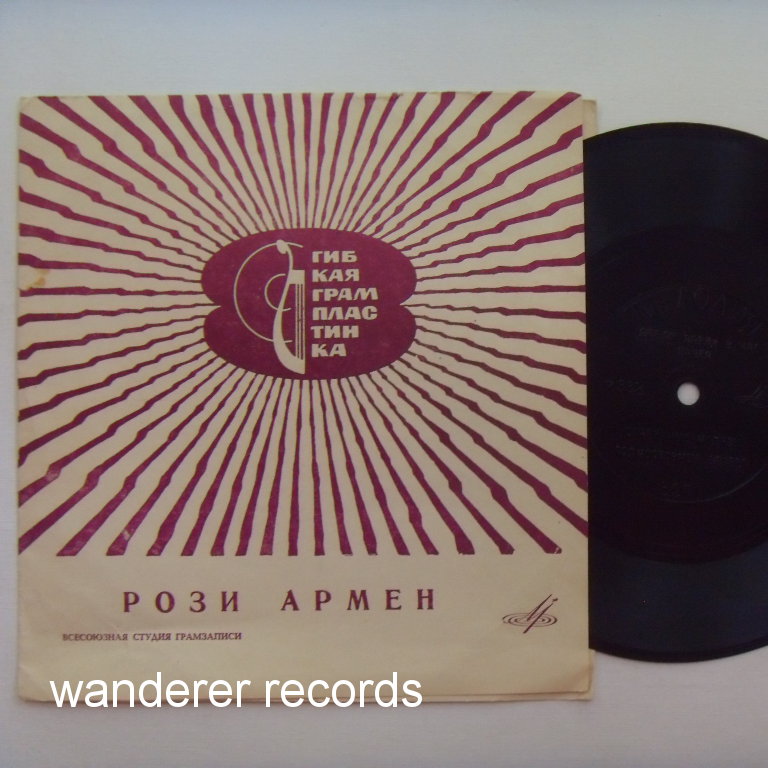 ГИБ
КАЯ
ГРАМ
ПЛАС
ТИН
КА
РОЗИ АРМЕН
ВСЕСОЮЗНАЯ СТУДИЯ ГРАМЗАПИСИ
wanderer records